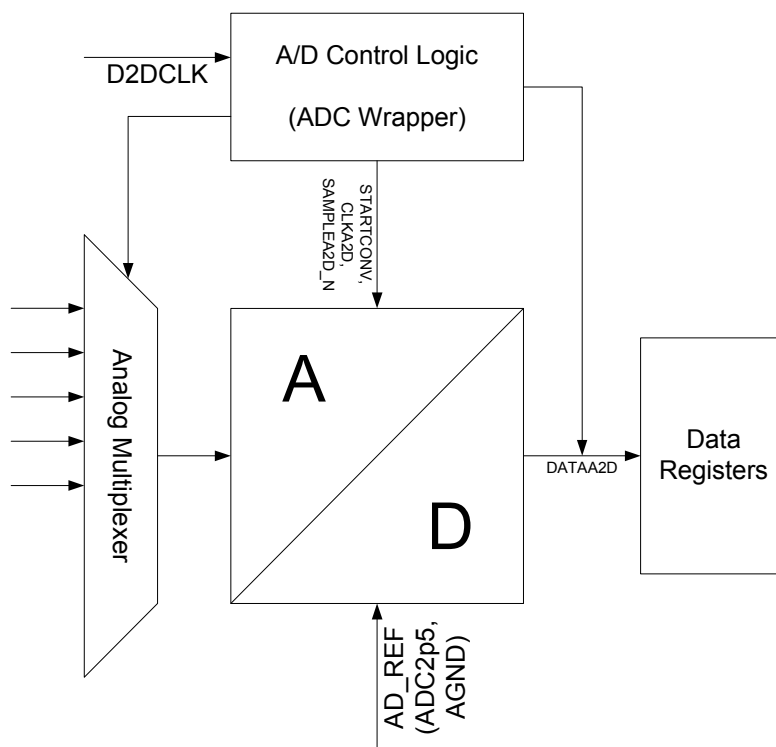 A/D Control Logic
(ADC Wrapper)
D2DCLK
STARTCONV,
CLKA2D,
SAMPLEA2D_N
Analog Multiplexer
A
D
DATAA2D
Data
Registers
AD_REF
(ADC2p5,
AGND)